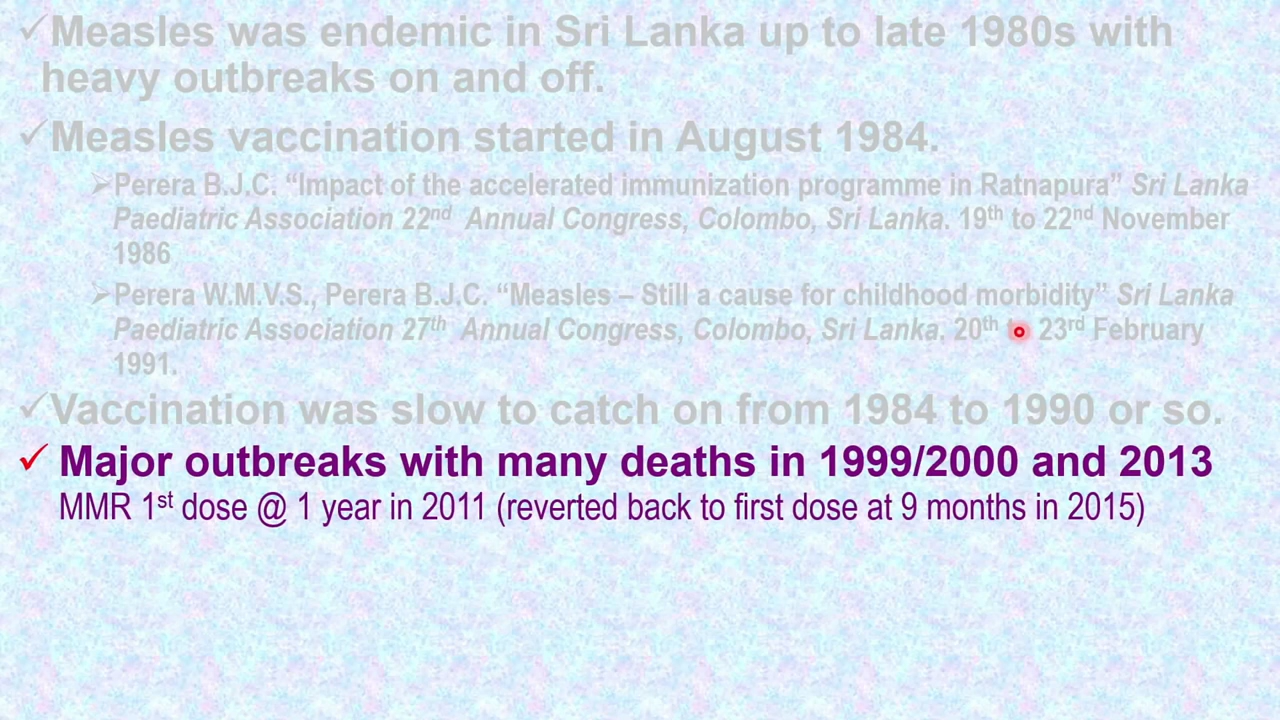 Measles was endemic in Sri Lanka up to late 1980s with
heavy outbreaks on and off.
Measles vaccination started in August 1984.
Perera B.J.C. “Impact of the accelerated immunization programme in Ratnapura” Sri Lanka
Paediatric Association 22nd Annual Congress, Colombo, Sri Lanka. 19th to 22nd November
1986
Perera W.M.V.S., Perera B.J.C. “Measles – Still a cause for childhood morbidity” Sri Lanka
Paediatric Association 27th Annual Congress, Colombo, Sri Lanka. 20th 23rd February
1991.
Vaccination was slow to catch on from 1984 to 1990 or so.
Major outbreaks with many deaths in 1999/2000 and 2013
MMR 1st dose @ 1 year in 2011 (reverted back to first dose at 9 months in 2015)